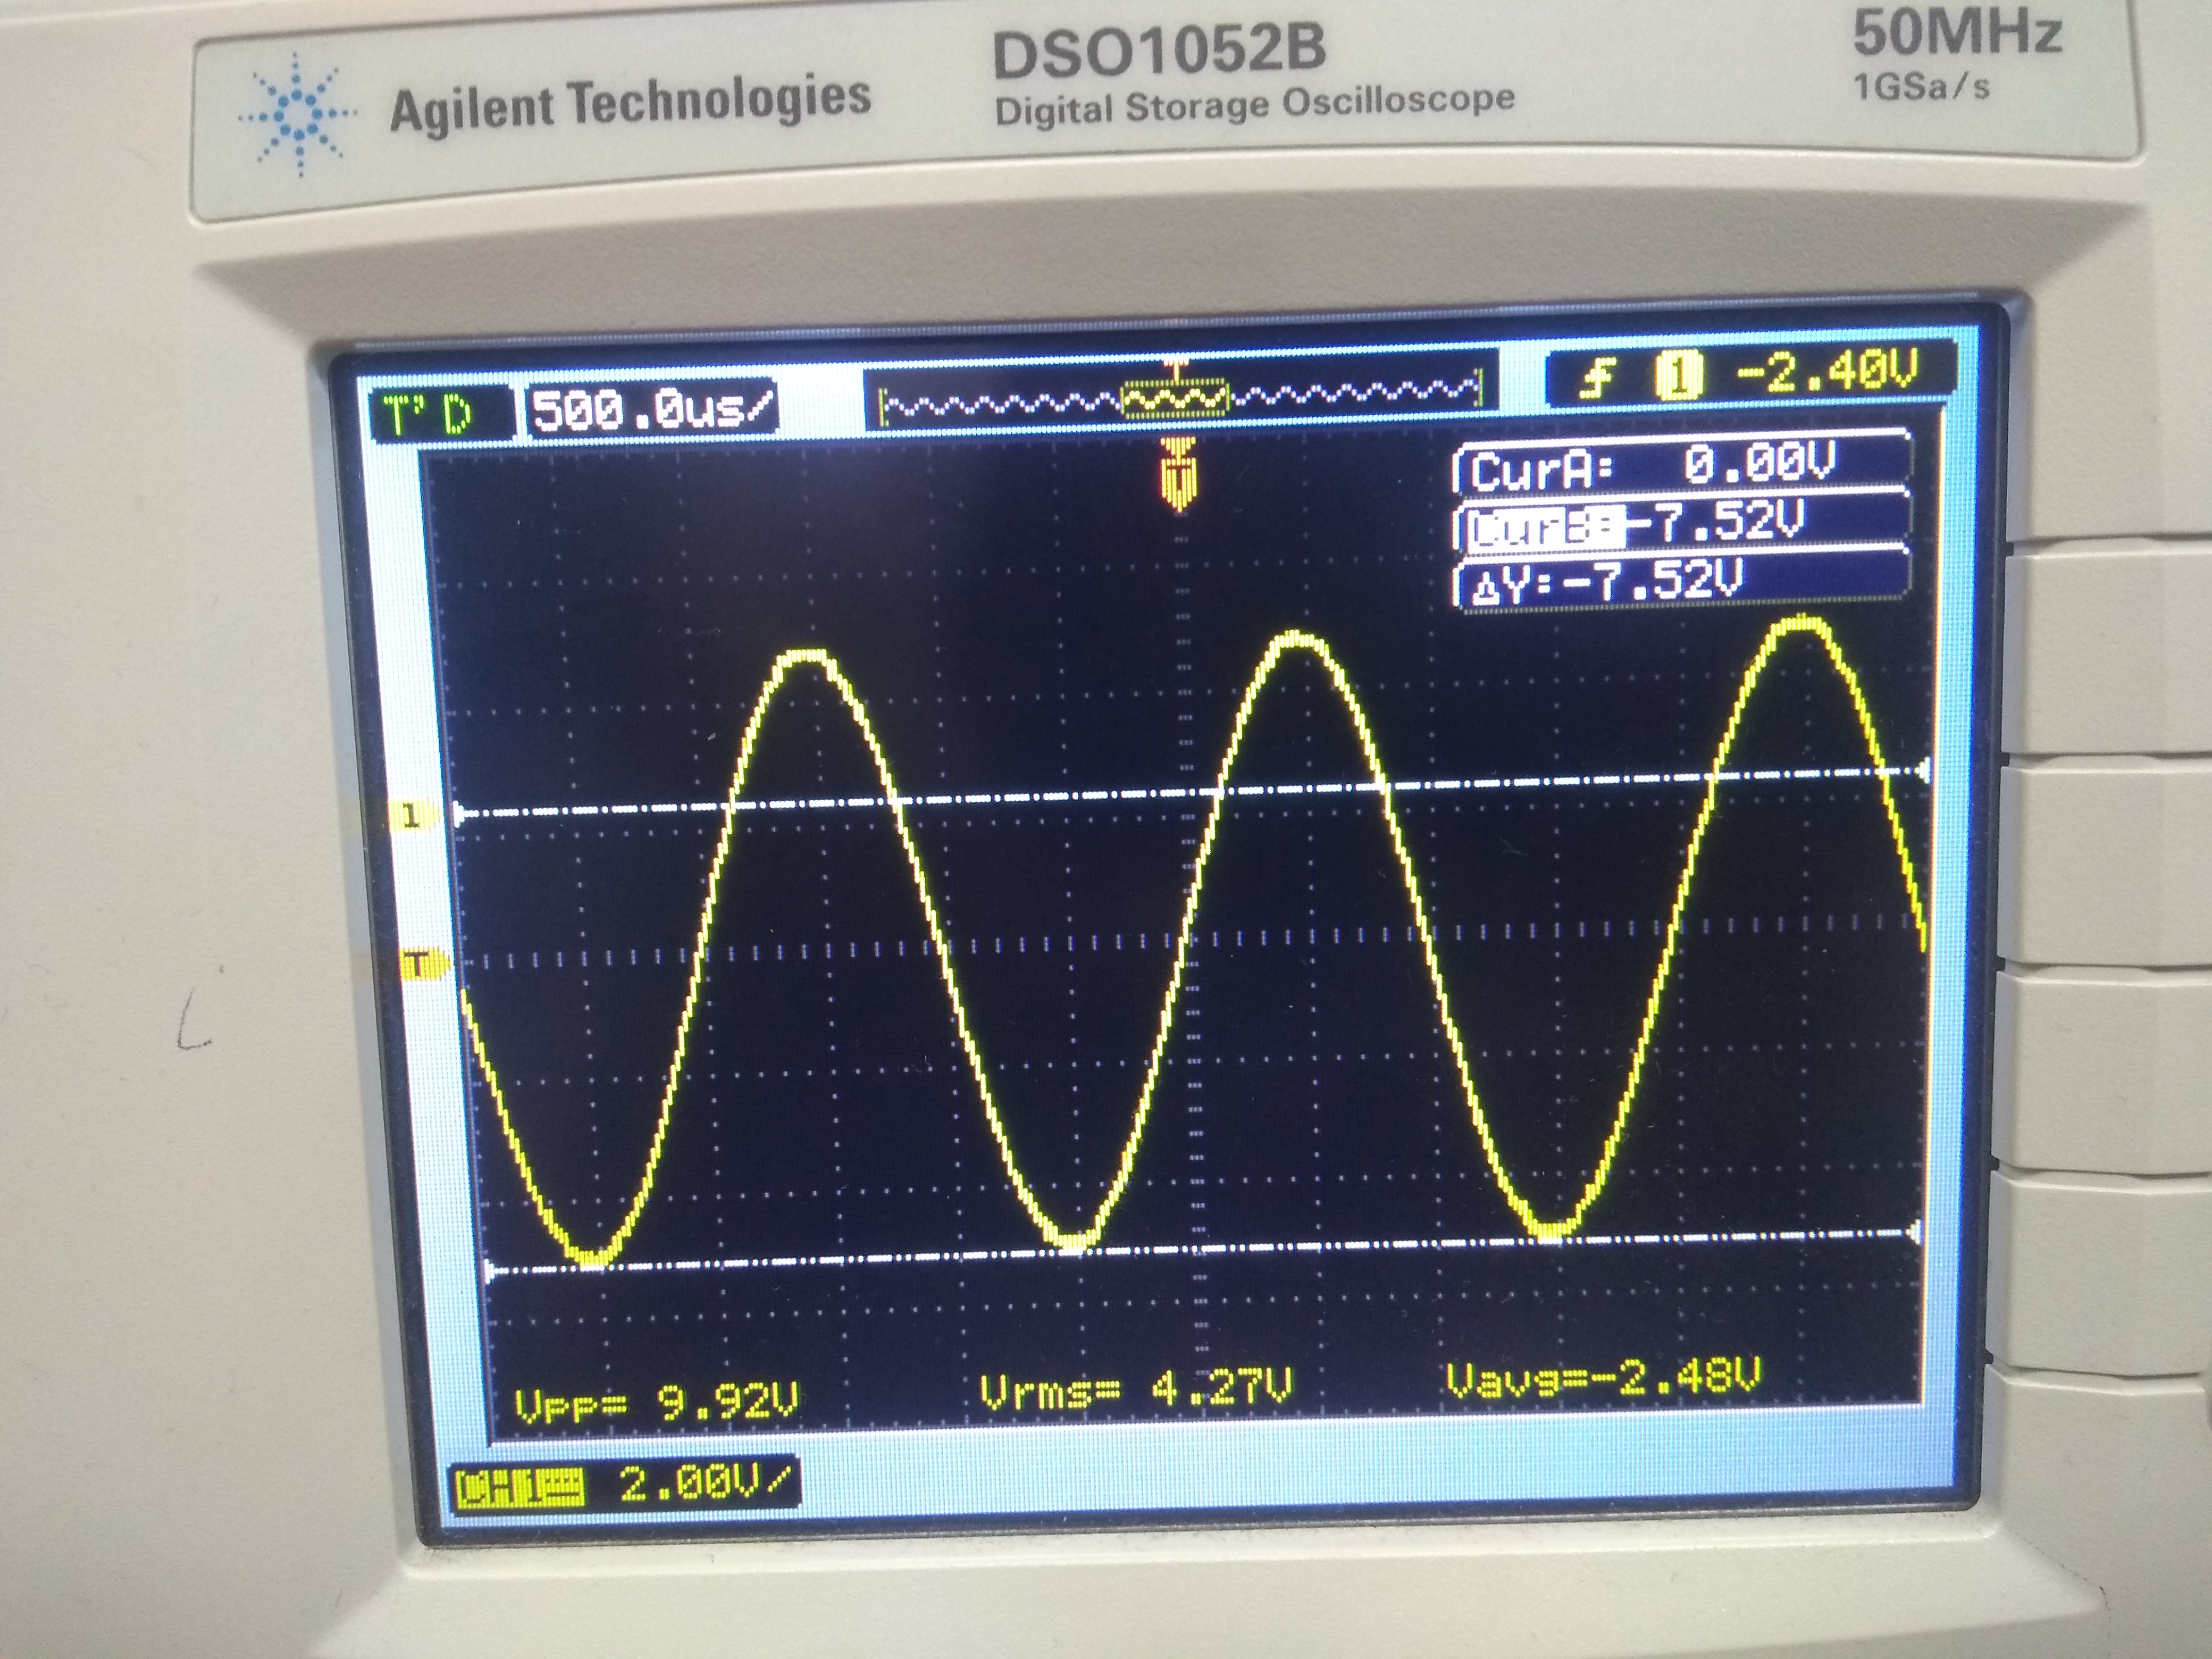 Agilent Technologies
DSO1052B
Digital Storage Oscilloscope
50MHz
1GSa/s
T'D 500.0us/ 1 -2.40V
T
CurA: 0.00V
CurB:-7.52V
ΔY:-7.52V
1
T
Vpp= 9.92V Vrms= 4.27V Vavg=-2.48V
CH1 2.00V/